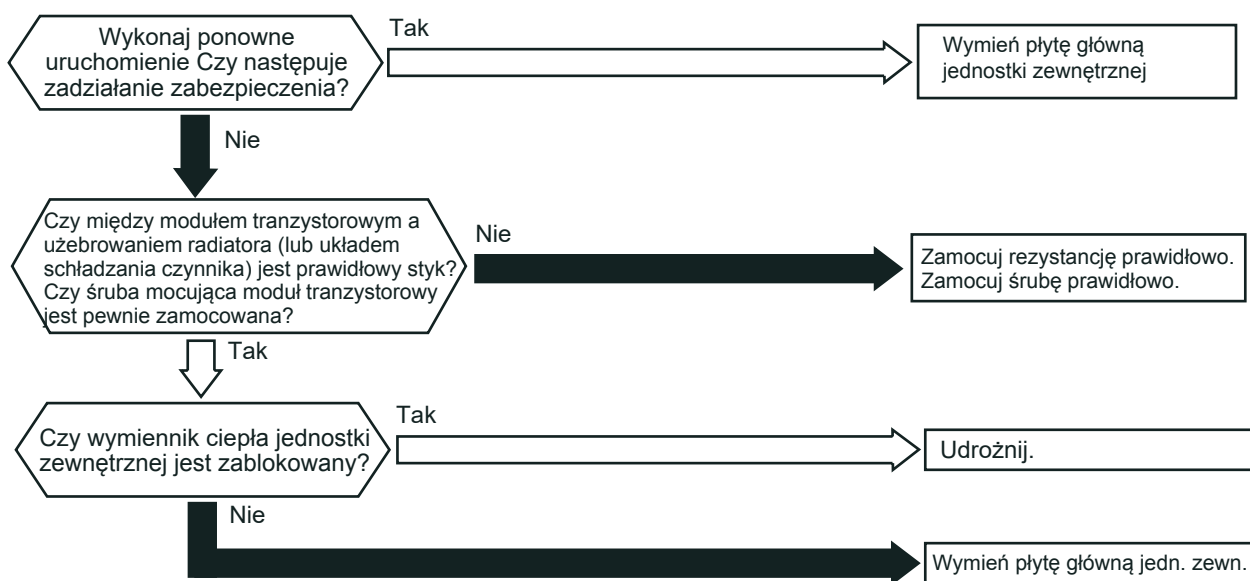 Wykonaj ponowne
uruchomienie Czy następuje
zadziałanie zabezpieczenia?
Tak
Wymień płytę główną
jednostki zewnętrznej
Nie
Czy między modułem tranzystorowym a
użebrowaniem radiatora (lub układem
schładzania czynnika) jest prawidłowy styk?
Czy śruba mocująca moduł tranzystorowy
jest pewnie zamocowana?
Nie
Zamocuj rezystancję prawidłowo.
Zamocuj śrubę prawidłowo.
Tak
Czy wymiennik ciepła jednostki
zewnętrznej jest zablokowany?
Tak
Udrożnij.
Nie
Wymień płytę główną jedn. zewn.